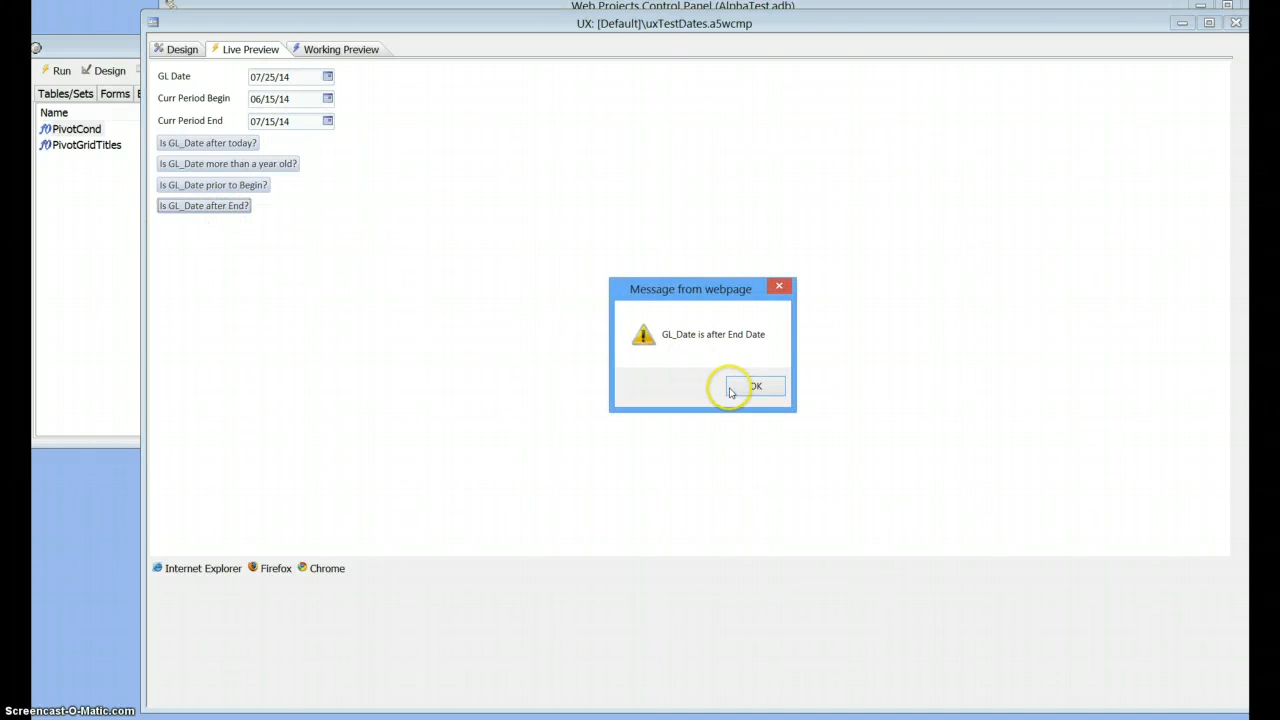 Web Projects Control Panel (AlphaTest.adb)
UX: [Default]\uxTestDates.a5wcmp
Design
Live Preview
Working Preview
Run
Design
Tables/Sets
Forms
Name
PivotCond
PivotGridTitles
GL Date
07/25/14
Curr Period Begin
06/15/14
Curr Period End
07/15/14
Is GL_Date after today?
Is GL_Date more than a year old?
Is GL_Date prior to Begin?
Is GL_Date after End?
Message from webpage
GL_Date is after End Date
OK
Internet Explorer
Firefox
Chrome
Screencast-O-Matic.com